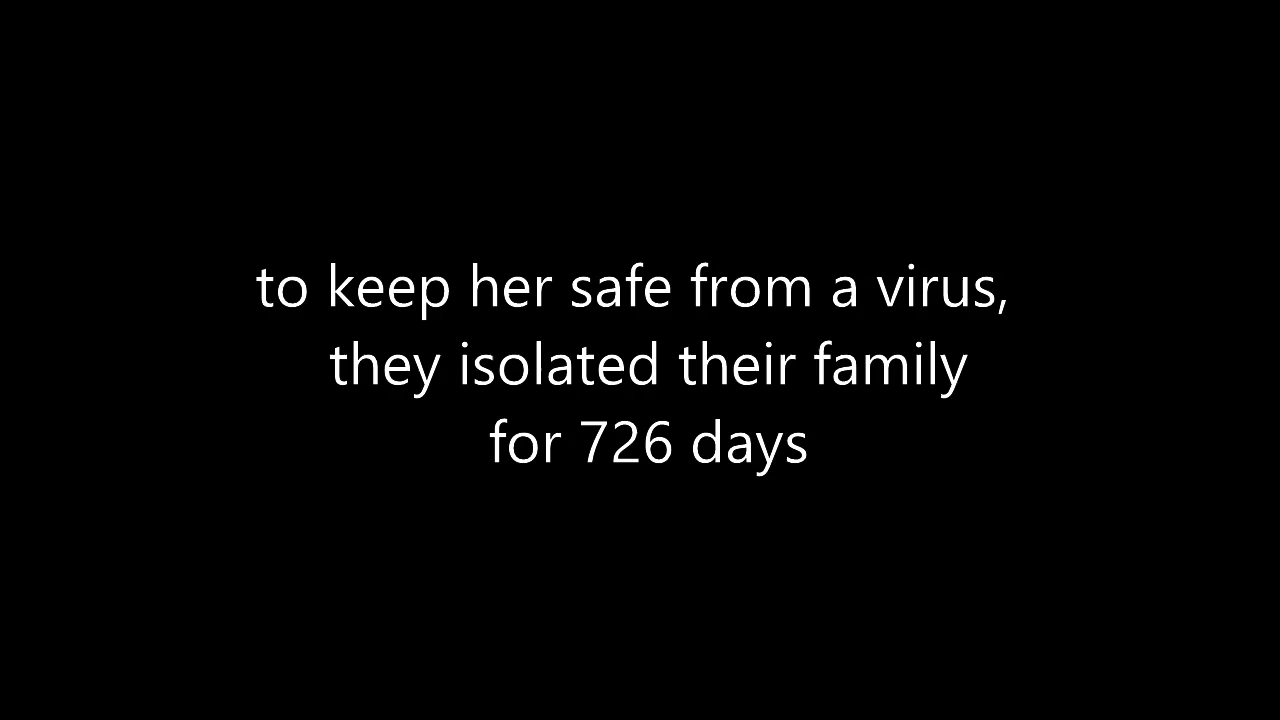 to keep her safe from a virus,
they isolated their family
for 726 days